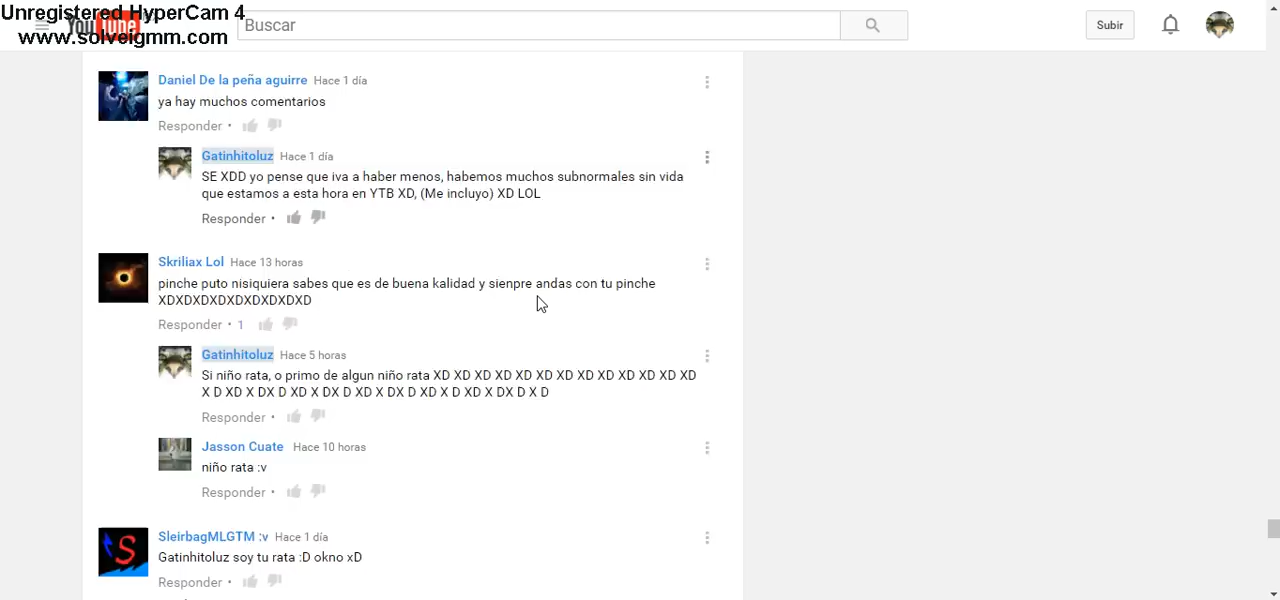 Unregistered HyperCam 4
www.solveigmm.com
YouTube
Buscar
Subir
Daniel De la peña aguirre Hace 1 día
ya hay muchos comentarios
Responder •
Gatinhitoluz Hace 1 día
SE XDD yo pense que iva a haber menos, habemos muchos subnormales sin vida
que estamos a esta hora en YTB XD, (Me incluyo) XD LOL
Responder •
Skriliax Lol Hace 13 horas
pinche puto nisiquiera sabes que es de buena kalidad y sienpre andas con tu pinche
XDXDXDXDXDXDXDXDXD
Responder • 1
Gatinhitoluz Hace 5 horas
Si niño rata, o primo de algun niño rata XD XD XD XD XD XD XD XD XD XD XD XD XD
X D XD X DX D XD X DX D XD X DX D XD X D XD X DX D X D
Responder •
Jasson Cuate Hace 10 horas
niño rata :v
Responder •
SleirbagMLGTM :v Hace 1 día
Gatinhitoluz soy tu rata :D okno xD
Responder •
S